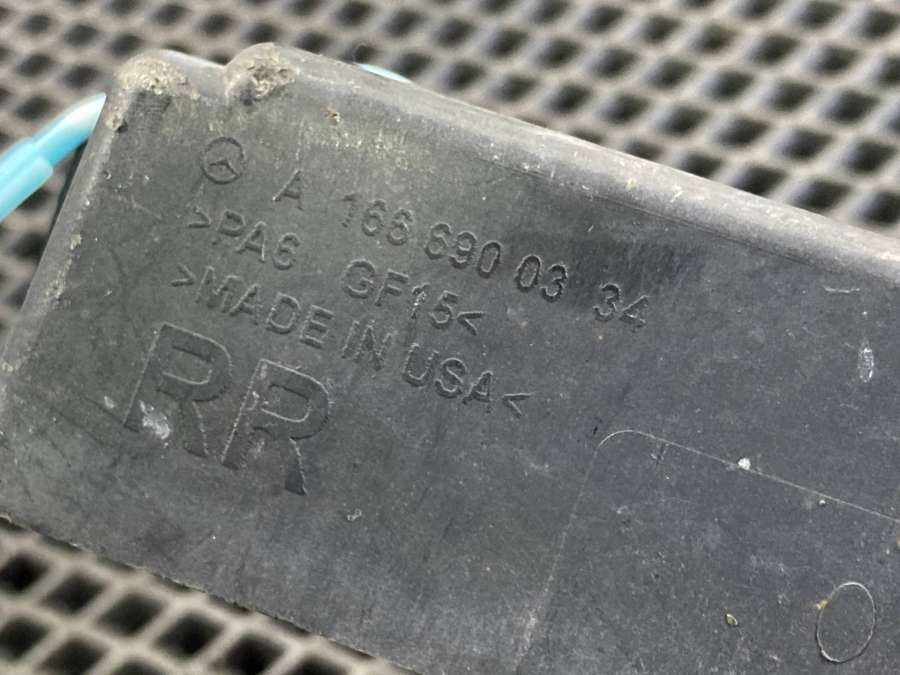 A 166 690 03 34
>PA6 GF15<
>MADE IN USA<
RR